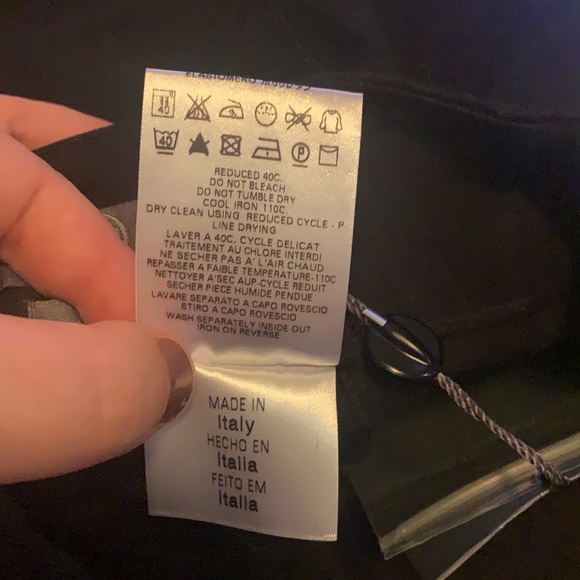 40
40
P
REDUCED 40C.
DO NOT BLEACH
DO NOT TUMBLE DRY
COOL IRON 110C.
DRY CLEAN USING REDUCED CYCLE - P
LINE DRYING
LAVER A 40C. CYCLE DELICAT
TRAITEMENT AU CHLORE INTERDI
NE SECHER PAS A' L'AIR CHAUD
REPASSER A FAIBLE TEMPERATURE-110C
NETTOYER A'SEC AUP-CYCLE REDUIT
SECHER PIECE HUMIDE PENDUE
LAVARE SEPARATO A CAPO ROVESCIO
STIRO A CAPO ROVESCIO
WASH SEPARATELY INSIDE OUT
IRON ON REVERSE
MADE IN
Italy
HECHO EN
Italia
FEITO EM
Italia